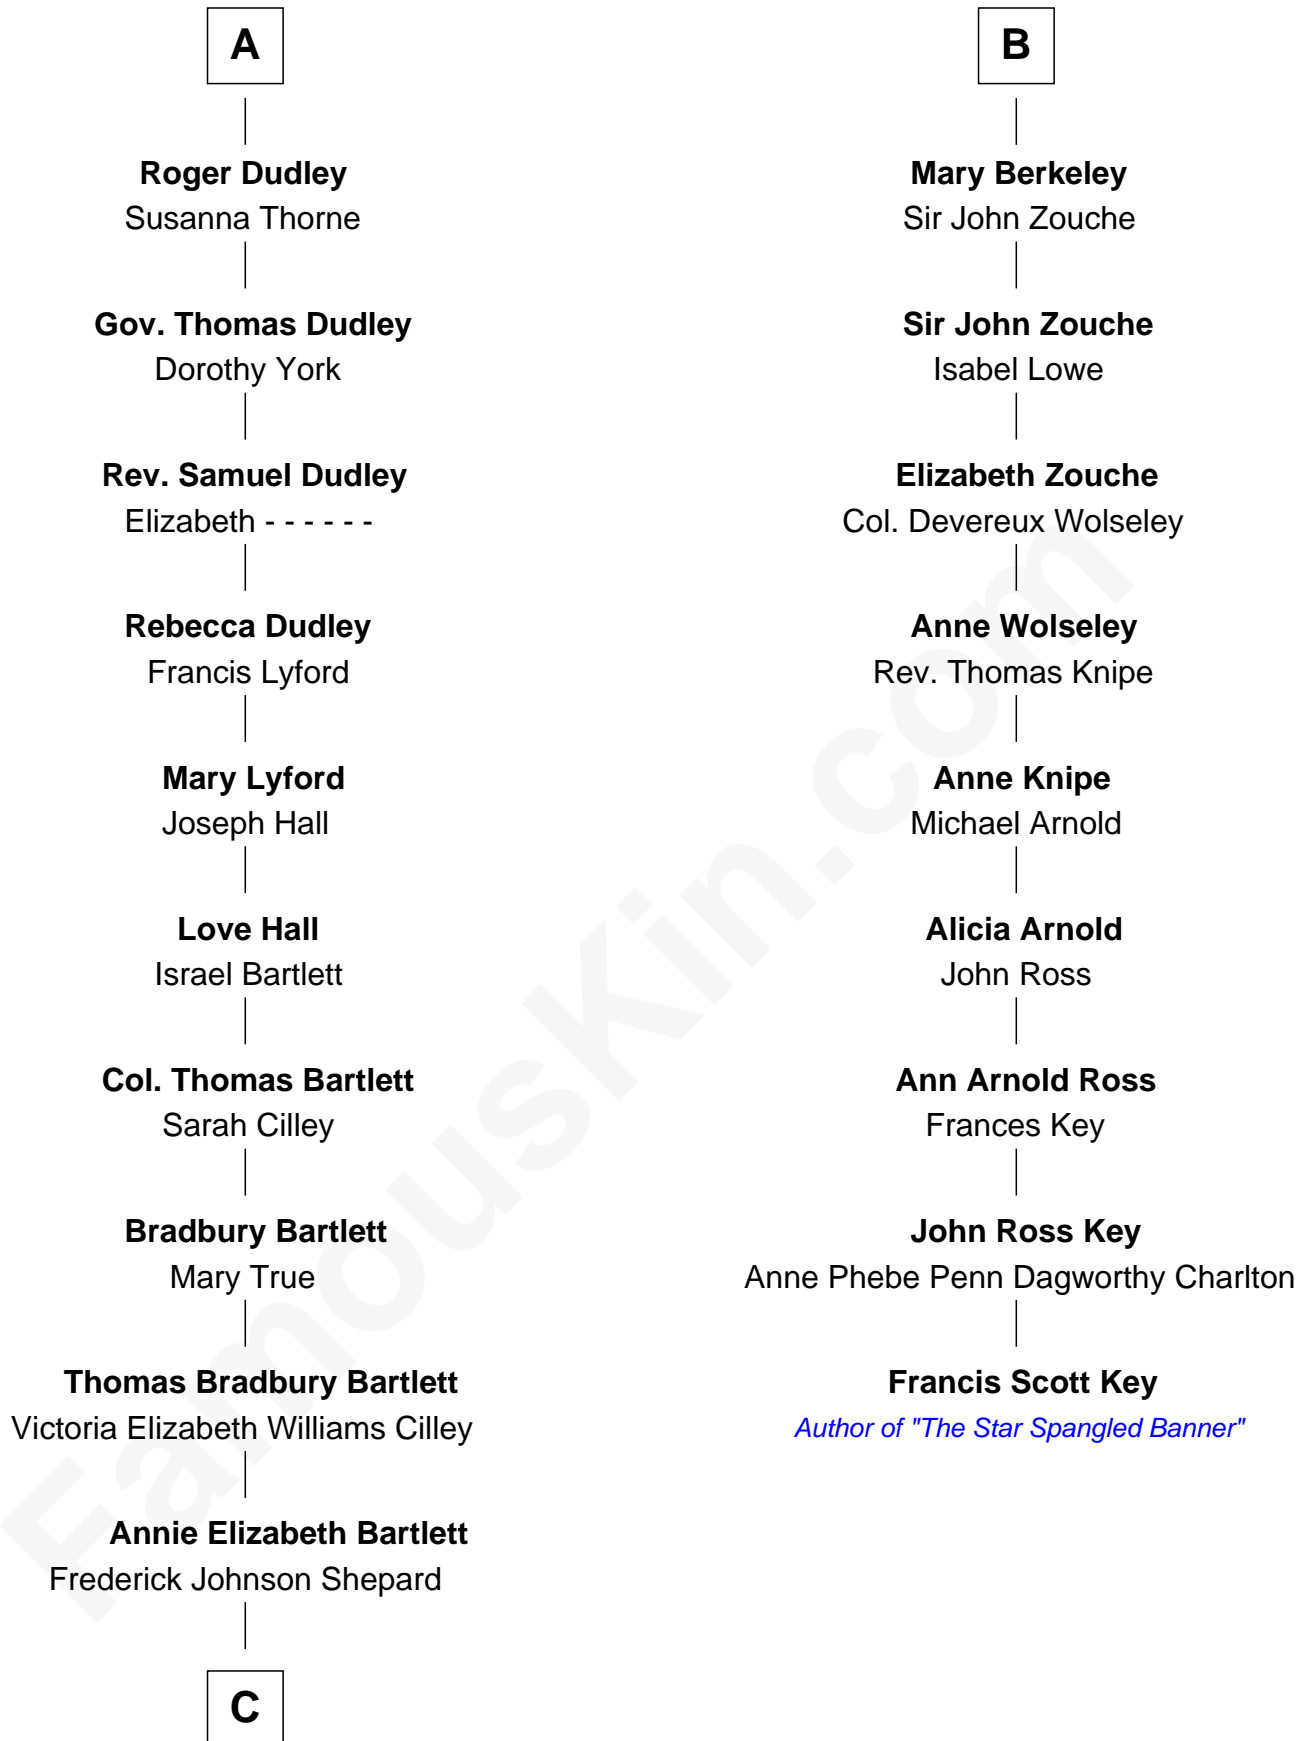 A
Roger Dudley
Susanna Thorne
Gov. Thomas Dudley
Dorothy York
Rev. Samuel Dudley
Elizabeth - - - - - -
Rebecca Dudley
Francis Lyford
Mary Lyford
Joseph Hall
Love Hall
Israel Bartlett
Col. Thomas Bartlett
Sarah Cilley
Bradbury Bartlett
Mary True
Thomas Bradbury Bartlett
Victoria Elizabeth Williams Cilley
Annie Elizabeth Bartlett
Frederick Johnson Shepard
C
B
Mary Berkeley
Sir John Zouche
Sir John Zouche
Isabel Lowe
Elizabeth Zouche
Col. Devereux Wolseley
Anne Wolseley
Rev. Thomas Knipe
Anne Knipe
Michael Arnold
Alicia Arnold
John Ross
Ann Arnold Ross
Frances Key
John Ross Key
Anne Phebe Penn Dagworthy Charlton
Francis Scott Key
Author of "The Star Spangled Banner"
FamousKin.com